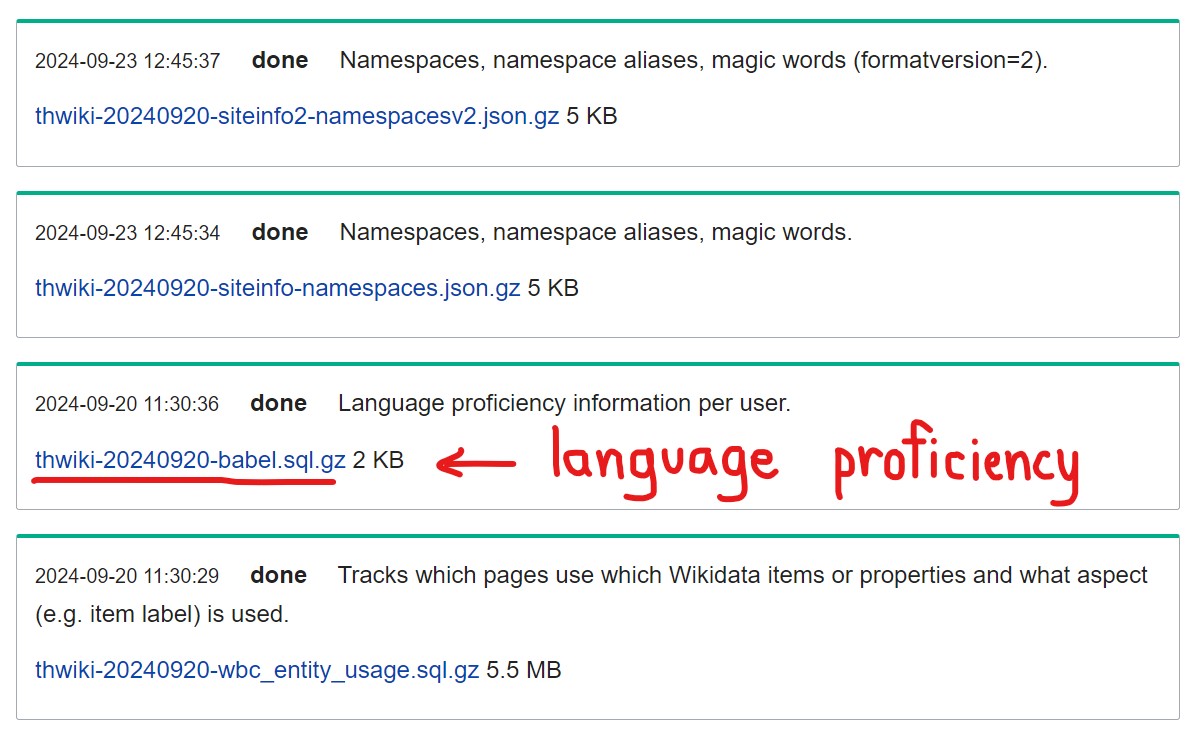 2024-09-23 12:45:37 done Namespaces, namespace aliases, magic words (formatversion=2).
thwiki-20240920-siteinfo2-namespacesv2.json.gz 5 KB
2024-09-23 12:45:34 done Namespaces, namespace aliases, magic words.
thwiki-20240920-siteinfo-namespaces.json.gz 5 KB
2024-09-20 11:30:36 done Language proficiency information per user.
thwiki-20240920-babel.sql.gz 2 KB ← language proficiency
2024-09-20 11:30:29 done Tracks which pages use which Wikidata items or properties and what aspect
(e.g. item label) is used.
thwiki-20240920-wbc_entity_usage.sql.gz 5.5 MB